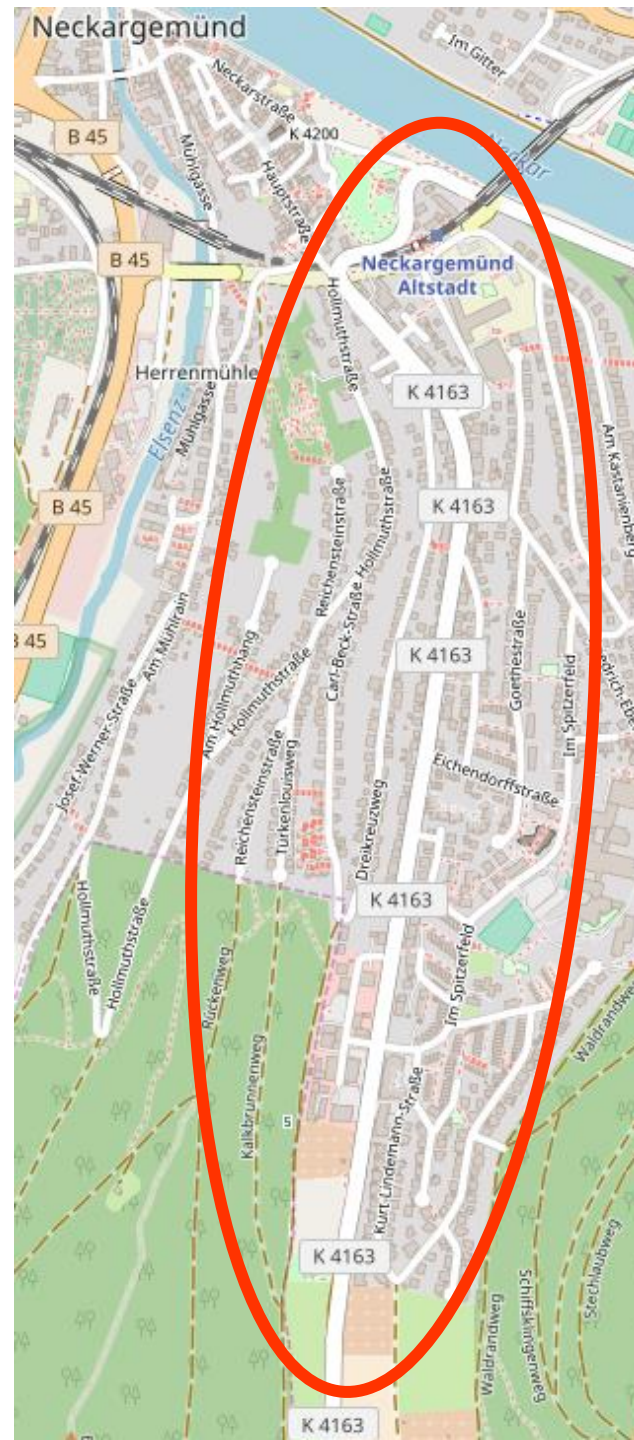 Neckargemünd
Im Gitter
Neckarstraße
B 45
K 4200
Neckar
Mühlgasse
Hauptstraße
B 45
Neckargemünd
Altstadt
Hollmuthstraße
Herrenmühle
K 4163
Elsenz
Mühlgasse
Am Kastanienberg
B 45
K 4163
Reichensteinstraße
Hollmuthstraße
Carl-Beck-Straße
45
K 4163
Am Mühlrain
Am Hollmuthhang
Hollmuthstraße
Goethestraße
Im Spitzerfeld
Josef-Werner-Straße
Reichensteinstraße
Türkenlouisweg
Dreikreuzweg
Eichendorffstraße
Hollmuthstraße
Hollmuthstraße
K 4163
Rückenweg
Im Spitzerfeld
Waldrandweg
Kalkbrunnenweg
5
Kurt-Lindemann-Straße
K 4163
Waldrandweg
Schiffsklingenweg
Stechlaubweg
K 4163